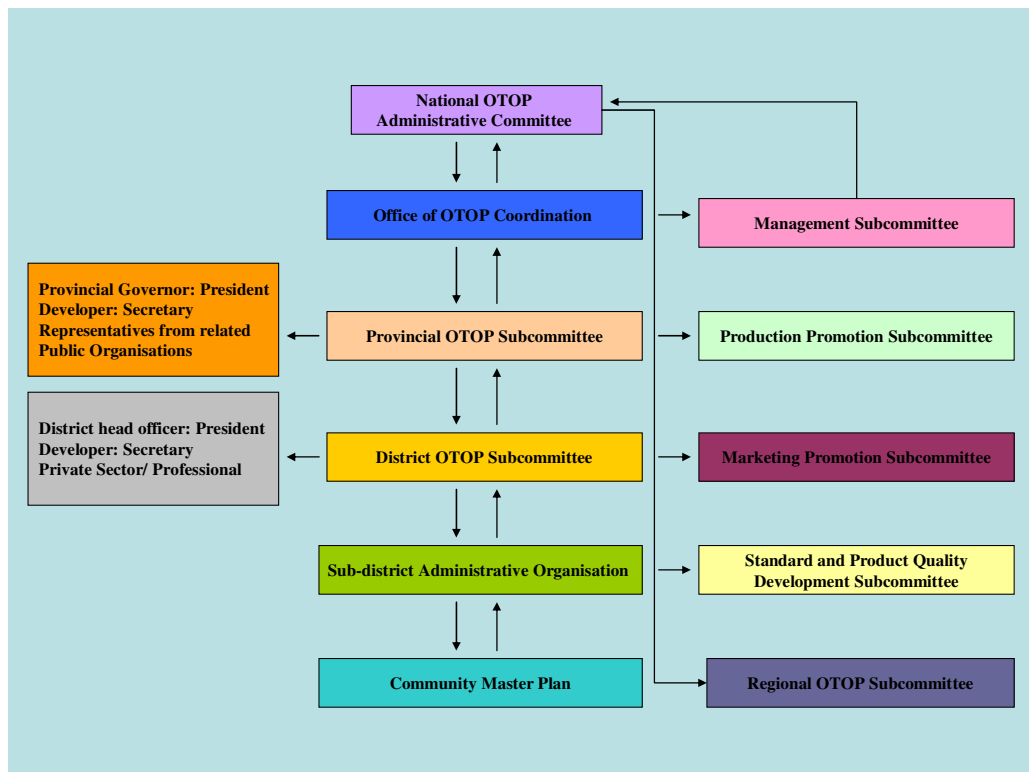 National OTOP
Administrative Committee
Office of OTOP Coordination
Management Subcommittee
Provincial Governor: President
Developer: Secretary
Representatives from related
Public Organisations
Provincial OTOP Subcommittee
Production Promotion Subcommittee
District head officer: President
Developer: Secretary
Private Sector/ Professional
District OTOP Subcommittee
Marketing Promotion Subcommittee
Sub-district Administrative Organisation
Standard and Product Quality
Development Subcommittee
Community Master Plan
Regional OTOP Subcommittee